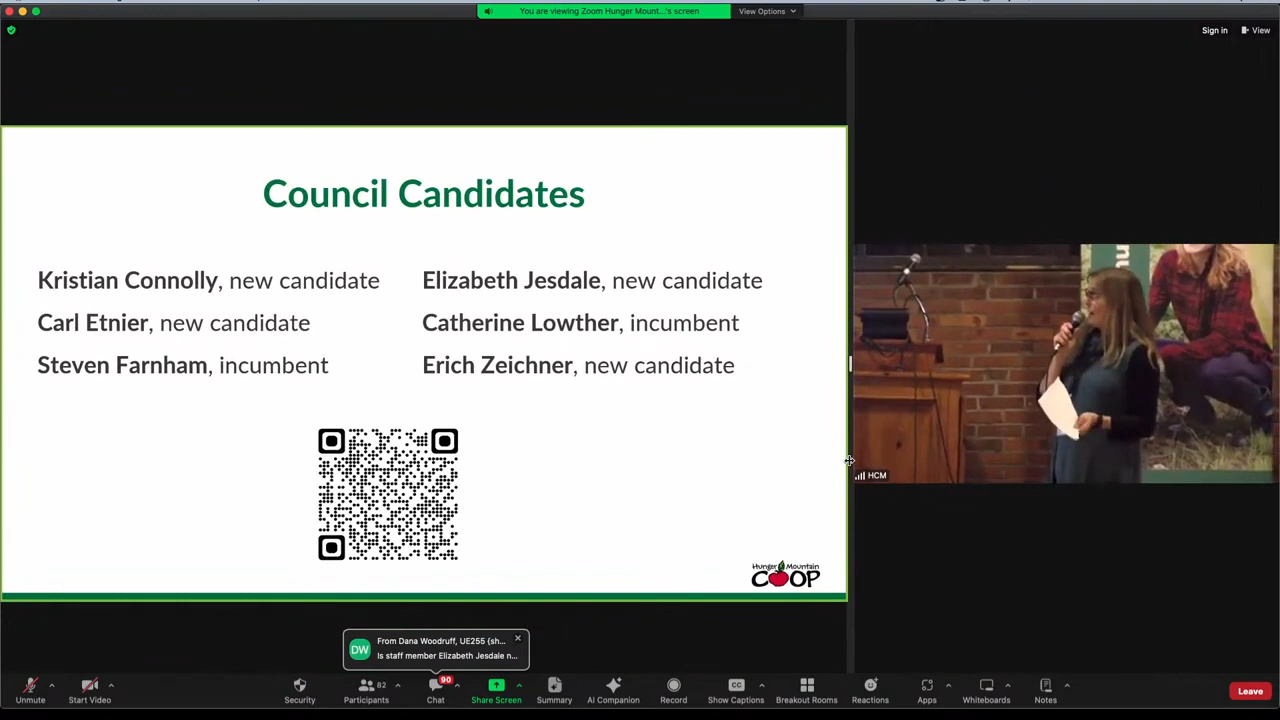 You are viewing Zoom Hunger Mount...'s screen
View Options
Sign in
View
Council Candidates
Kristian Connolly, new candidate
Elizabeth Jesdale, new candidate
Carl Etnier, new candidate
Catherine Lowther, incumbent
Steven Farnham, incumbent
Erich Zeichner, new candidate
HCM
Hunger Mountain
COOP
DW
From Dana Woodruff, UE255 (sh...
Is staff member Elizabeth Jesdale n...
82
90
Unmute
Start Video
Security
Participants
Chat
Share Screen
Summary
AI Companion
Record
CC
Show Captions
Breakout Rooms
Reactions
Apps
Whiteboards
Notes
Leave